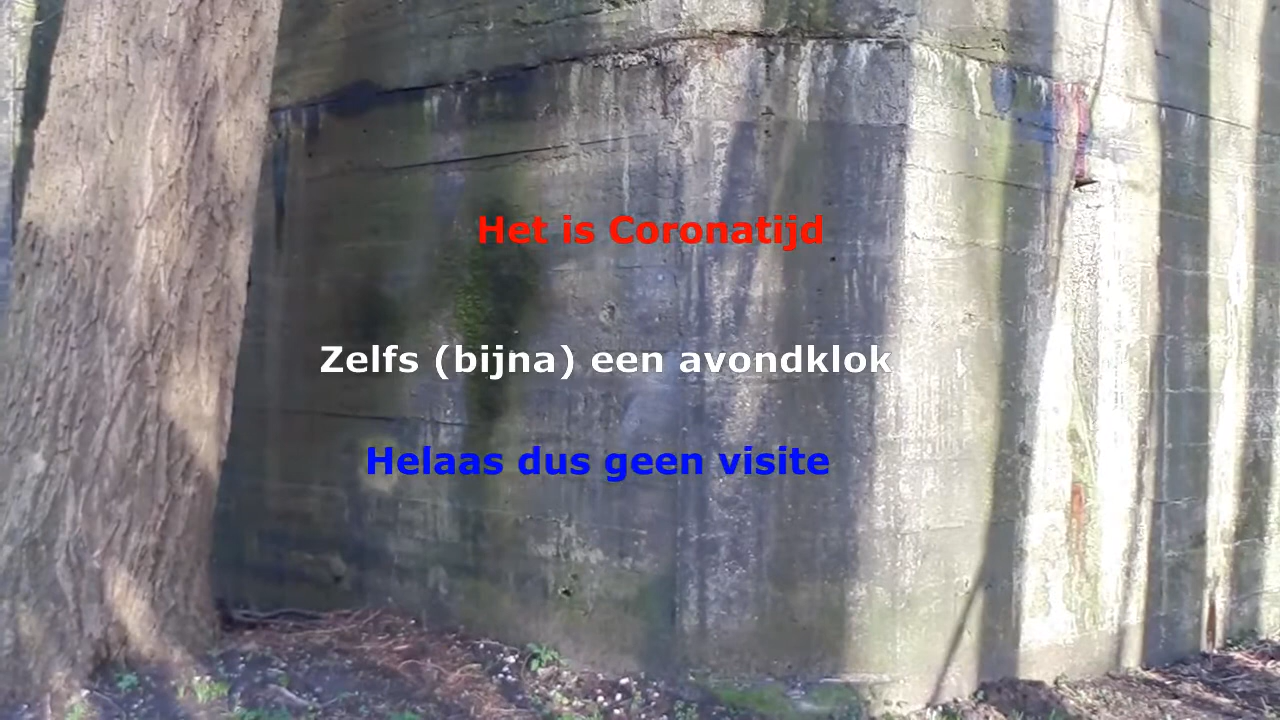 Het is Coronatijd
Zelfs (bijna) een avondklok
Helaas dus geen visite